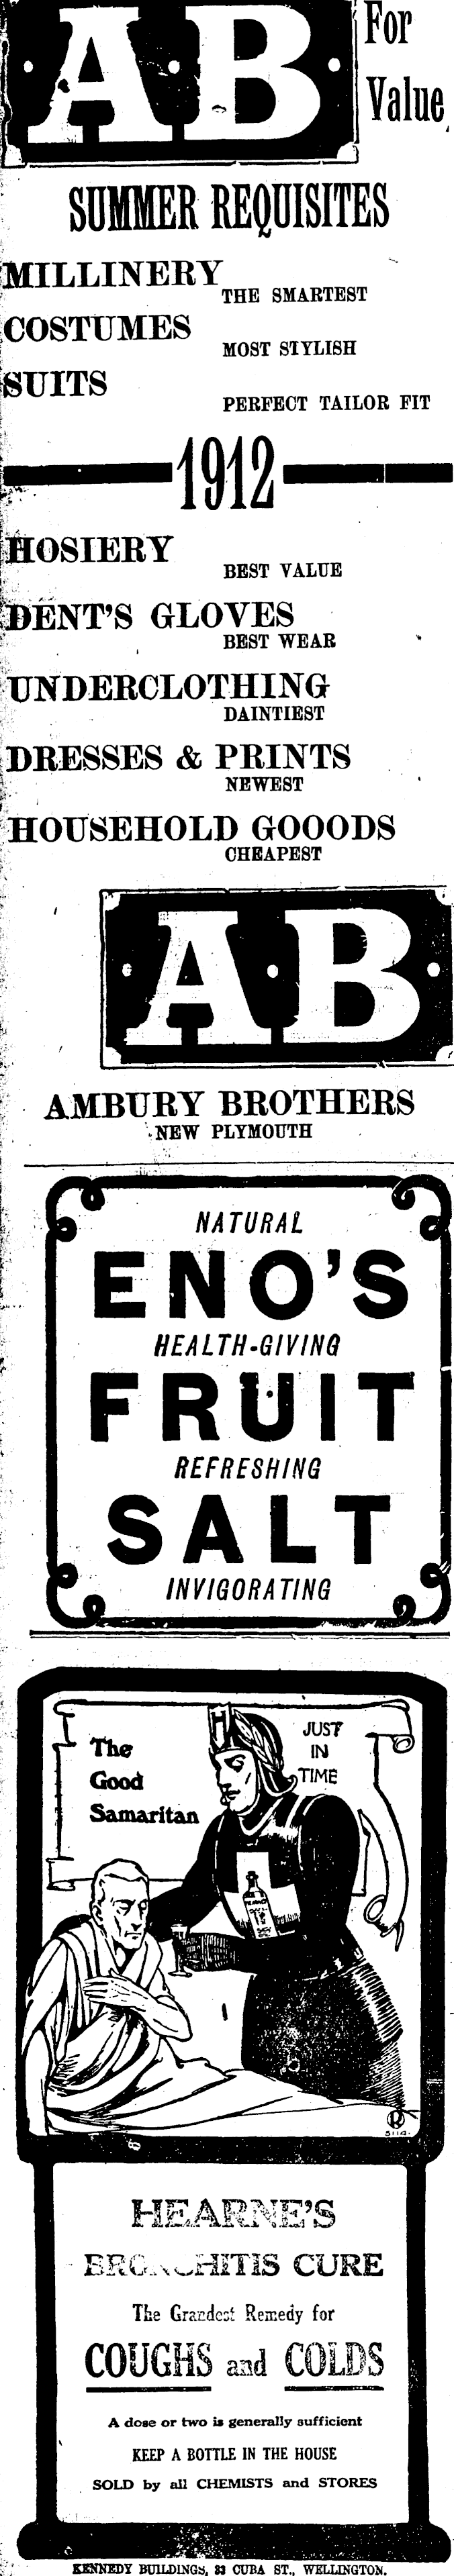 AB For
Value
SUMMER REQUISITES
MILLINERY
THE SMARTEST
COSTUMES
MOST STYLISH
SUITS
PERFECT TAILOR FIT
1912
HOSIERY
BEST VALUE
DENT'S GLOVES
BEST WEAR
UNDERCLOTHING
DAINTIEST
DRESSES & PRINTS
NEWEST
HOUSEHOLD GOOODS
CHEAPEST
AB
AMBURY BROTHERS
NEW PLYMOUTH
NATURAL
ENO'S
HEALTH-GIVING
FRUIT
REFRESHING
SALT
INVIGORATING
The
Good
Samaritan
JUST
IN
TIME
H
HEARNE'S
BRONCHITIS CURE
The Grandest Remedy for
COUGHS and COLDS
A dose or two is generally sufficient
KEEP A BOTTLE IN THE HOUSE
SOLD by all CHEMISTS and STORES
KENNEDY BUILDINGS, 33 CUBA ST., WELLINGTON.